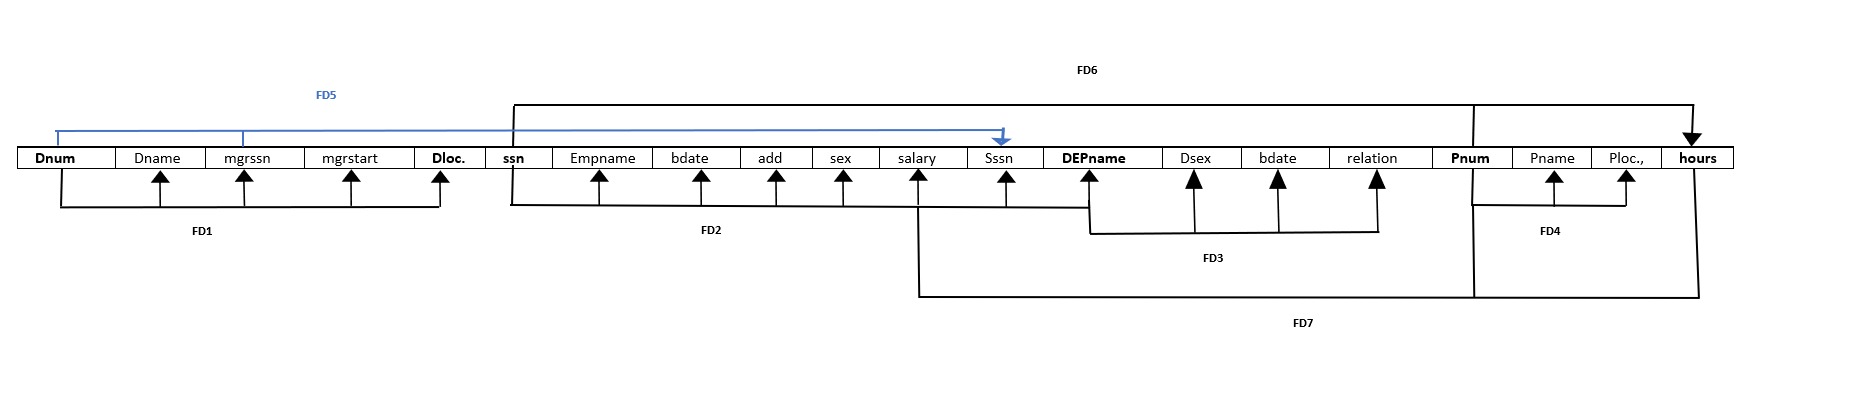 FD6
FD5
Dnum Dname mgrssn mgrstart Dloc. ssn Empname bdate add sex salary Sssn DEPname Dsex bdate relation Pnum Pname Ploc., hours
FD1 FD2 FD4
FD3
FD7